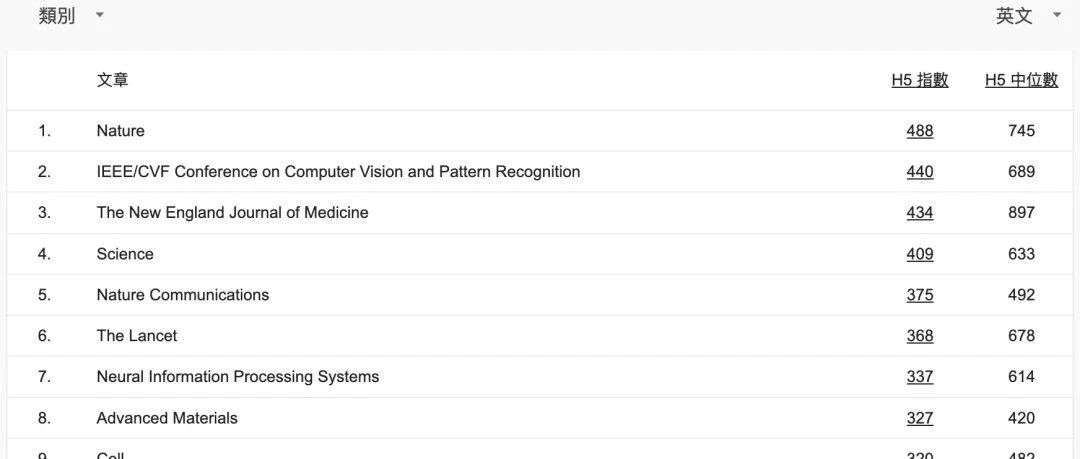 類別 英文
文章 H5 指數 H5 中位數
1. Nature 488 745
2. IEEE/CVF Conference on Computer Vision and Pattern Recognition 440 689
3. The New England Journal of Medicine 434 897
4. Science 409 633
5. Nature Communications 375 492
6. The Lancet 368 678
7. Neural Information Processing Systems 337 614
8. Advanced Materials 327 420
9. Cell 320 482